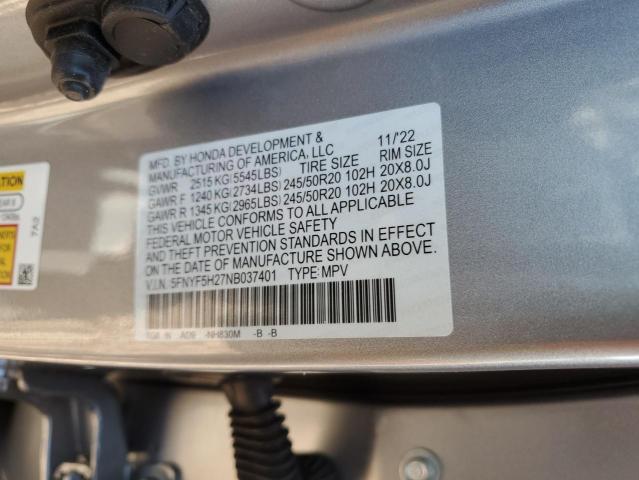 MFD. BY HONDA DEVELOPMENT & 11/'22
MANUFACTURING OF AMERICA, LLC
GVWR 2515 KG(5545LBS) TIRE SIZE RIM SIZE
GAWR F 1240 KG(2734LBS) 245/50R20 102H 20X8.0J
GAWR R 1345 KG(2965LBS) 245/50R20 102H 20X8.0J
THIS VEHICLE CONFORMS TO ALL APPLICABLE
FEDERAL MOTOR VEHICLE SAFETY
AND THEFT PREVENTION STANDARDS IN EFFECT
ON THE DATE OF MANUFACTURE SHOWN ABOVE.
V.I.N.:5FNYF5H27NB037401 TYPE:MPV
NH830M -B -B
7A0